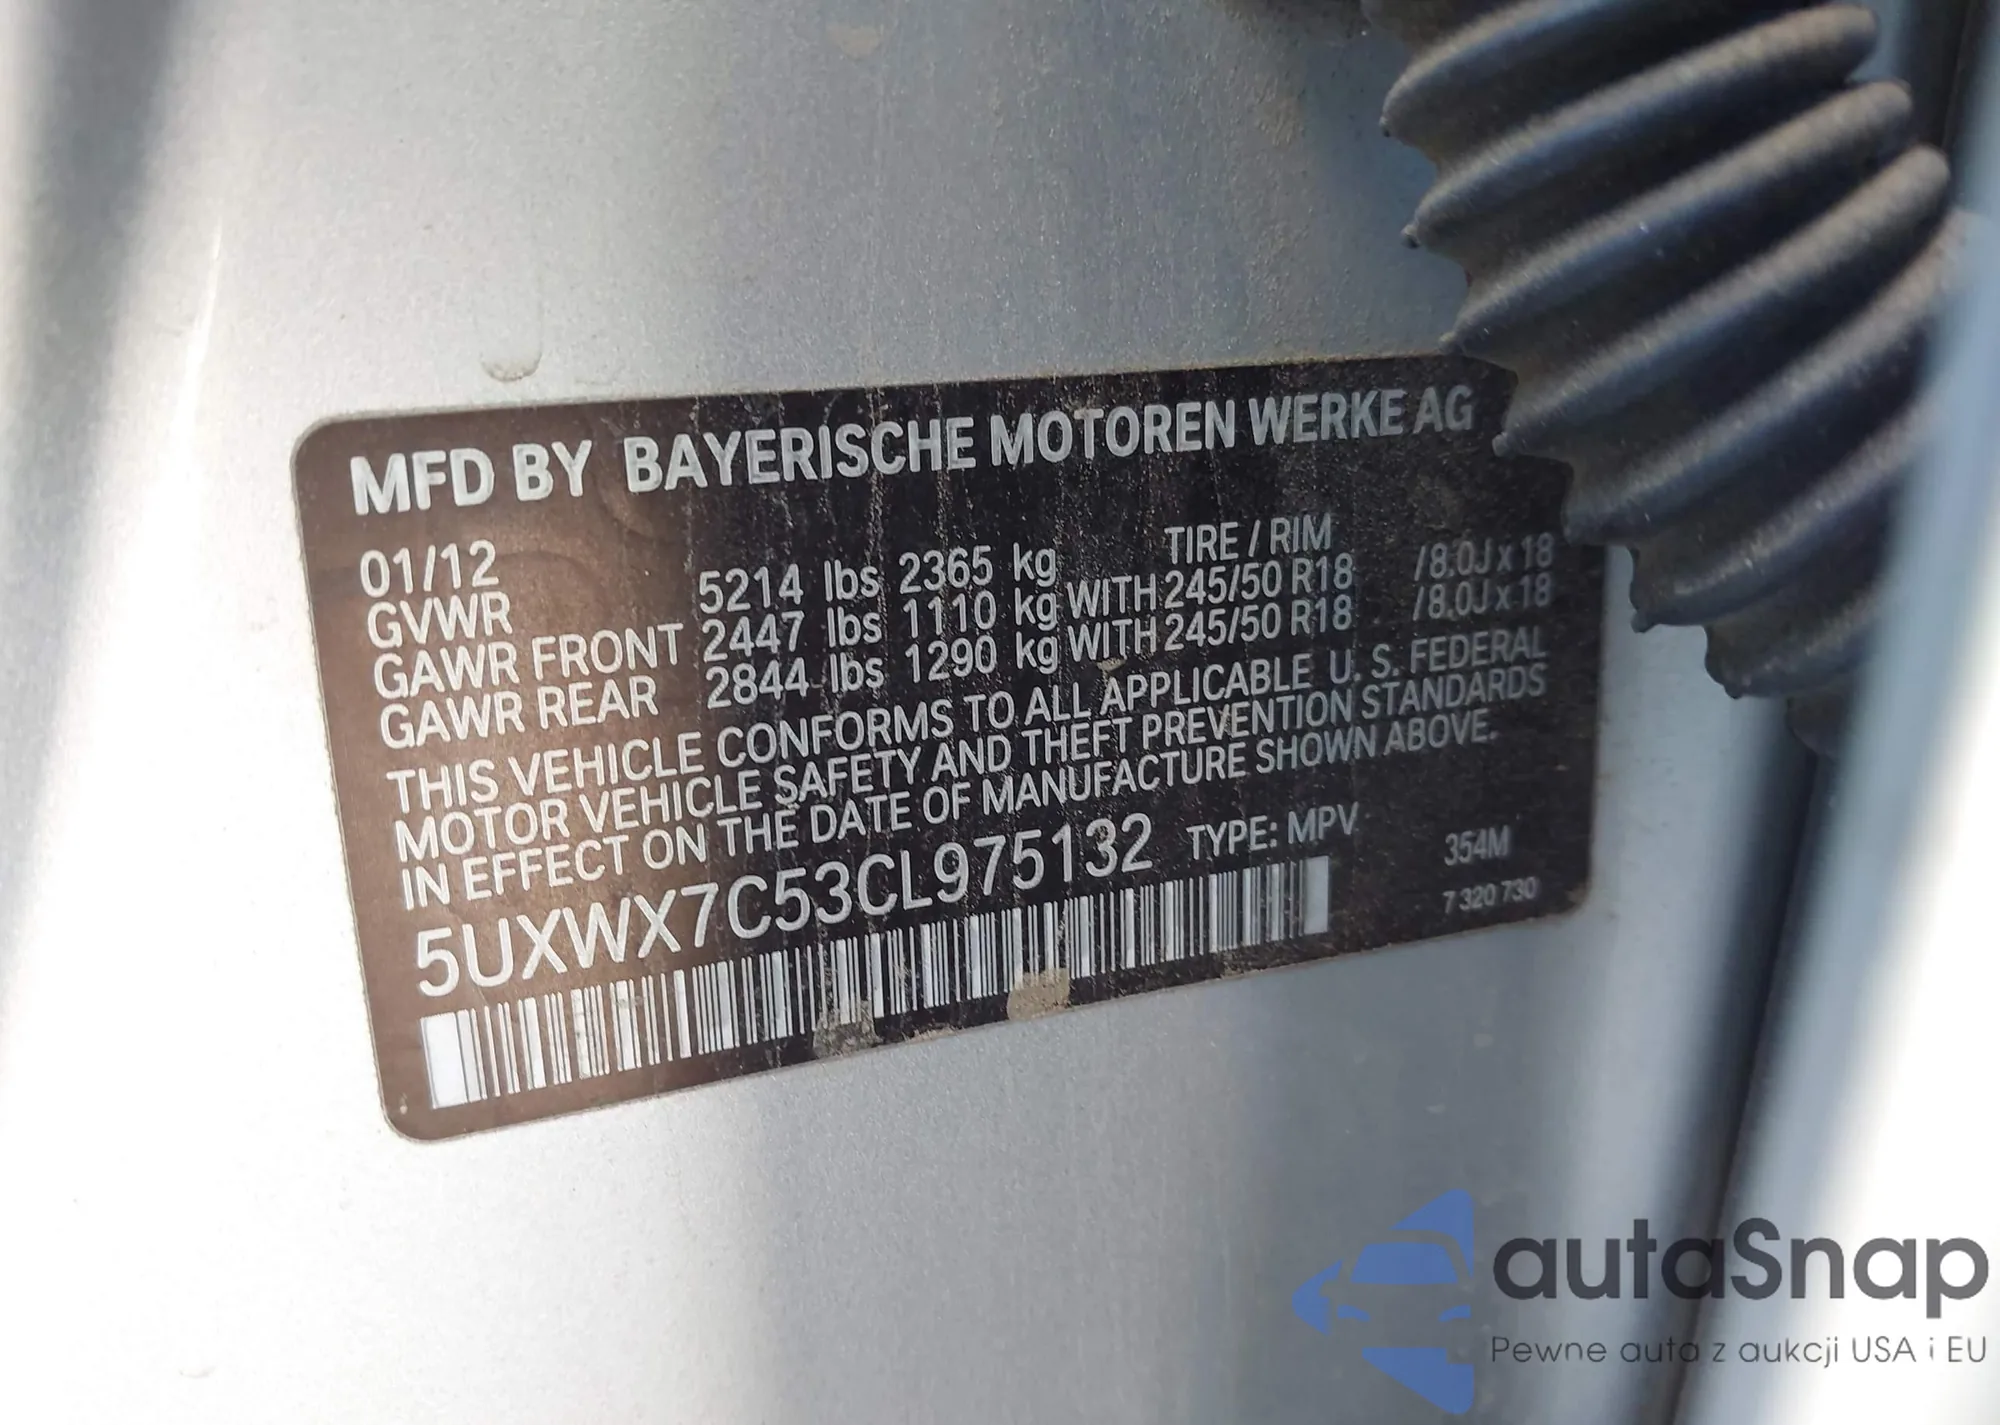 MFD BY BAYERISCHE MOTOREN WERKE AG
01/12 TIRE / RIM
GVWR 5214 lbs 2365 kg
GAWR FRONT 2447 lbs 1110 kg WITH 245/50 R18 /8.0J x 18
GAWR REAR 2844 lbs 1290 kg WITH 245/50 R18 /8.0J x 18
THIS VEHICLE CONFORMS TO ALL APPLICABLE U. S. FEDERAL
MOTOR VEHICLE SAFETY AND THEFT PREVENTION STANDARDS
IN EFFECT ON THE DATE OF MANUFACTURE SHOWN ABOVE.
5UXWX7C53CL975132 TYPE: MPV 354M
7 320 730
autaSnap
Pewne auta z aukcji USA i EU